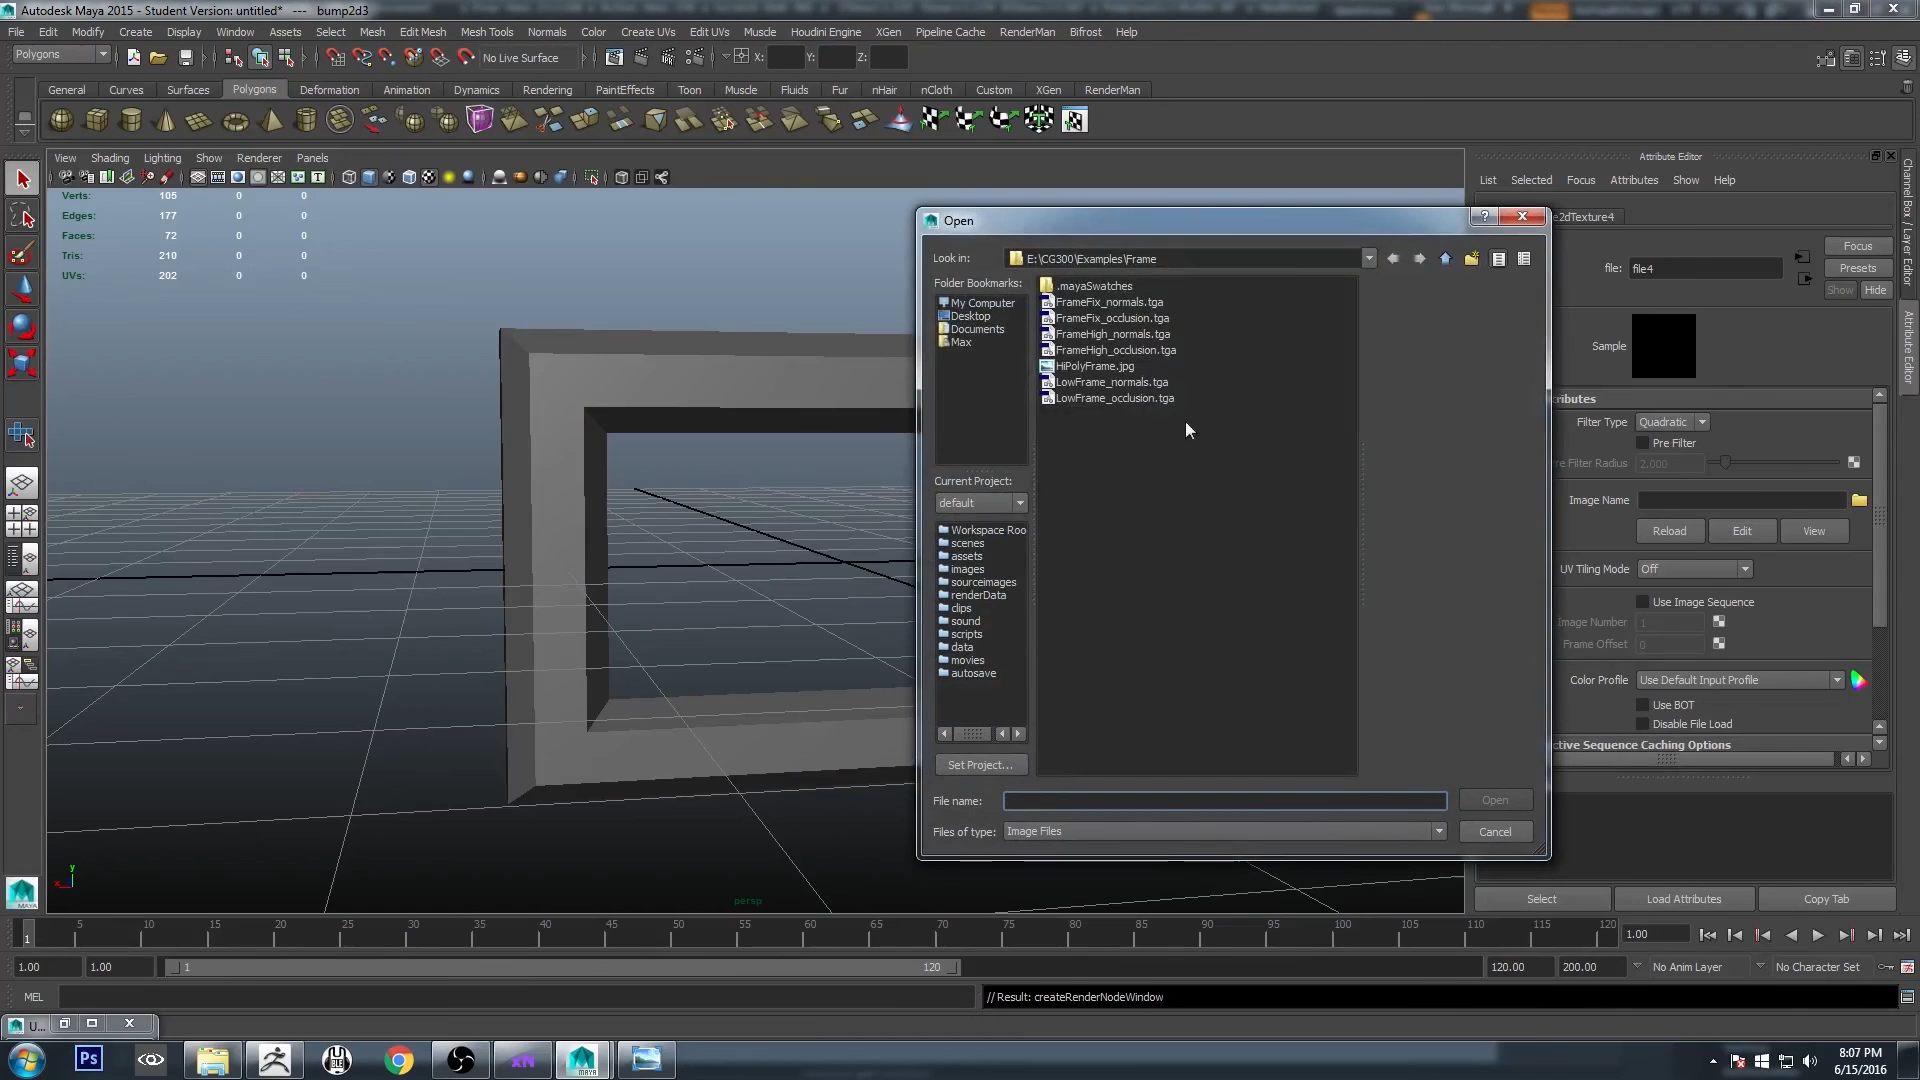 Autodesk Maya 2015 - Student Version: untitled* --- bump2d3
File Edit Modify Create Display Window Assets Select Mesh Edit Mesh Mesh Tools Normals Color Create UVs Edit UVs Muscle Houdini Engine XGen Pipeline Cache RenderMan Bifrost Help
Polygons No Live Surface X: Y: Z:
General Curves Surfaces Polygons Deformation Animation Dynamics Rendering PaintEffects Toon Muscle Fluids Fur nHair nCloth Custom XGen RenderMan
View Shading Lighting Show Renderer Panels
Verts: 105 0 0
Edges: 177 0 0
Faces: 72 0 0
Tris: 210 0 0
UVs: 202 0 0
persp
Open
Look in: E:\CG300\Examples\Frame
Folder Bookmarks:
My Computer
Desktop
Documents
Max
.mayaSwatches
FrameFix_normals.tga
FrameFix_occlusion.tga
FrameHigh_normals.tga
FrameHigh_occlusion.tga
HiPolyFrame.jpg
LowFrame_normals.tga
LowFrame_occlusion.tga
Current Project:
default
Workspace Roo
scenes
assets
images
sourceimages
renderData
clips
sound
scripts
data
movies
autosave
Set Project...
File name: Open
Files of type: Image Files Cancel
Attribute Editor
List Selected Focus Attributes Show Help
e2dTexture4
file: file4
Focus
Presets
Show Hide
Sample
ributes
Filter Type Quadratic
Pre Filter
re Filter Radius 2.000
Image Name
Reload Edit View
UV Tiling Mode Off
Use Image Sequence
Image Number 1
Frame Offset 0
Color Profile Use Default Input Profile
Use BOT
Disable File Load
ctive Sequence Caching Options
Select Load Attributes Copy Tab
Channel Box / Layer Editor
Attribute Editor
5 10 15 20 25 30 35 40 45 50 55 60 65 70 75 80 85 90 95 100 105 110 115 120
1 1.00
1.00 1.00 1 120 120.00 200.00 No Anim Layer No Character Set
MEL // Result: createRenderNodeWindow
U...
Ps xN MAYA
8:07 PM
6/15/2016